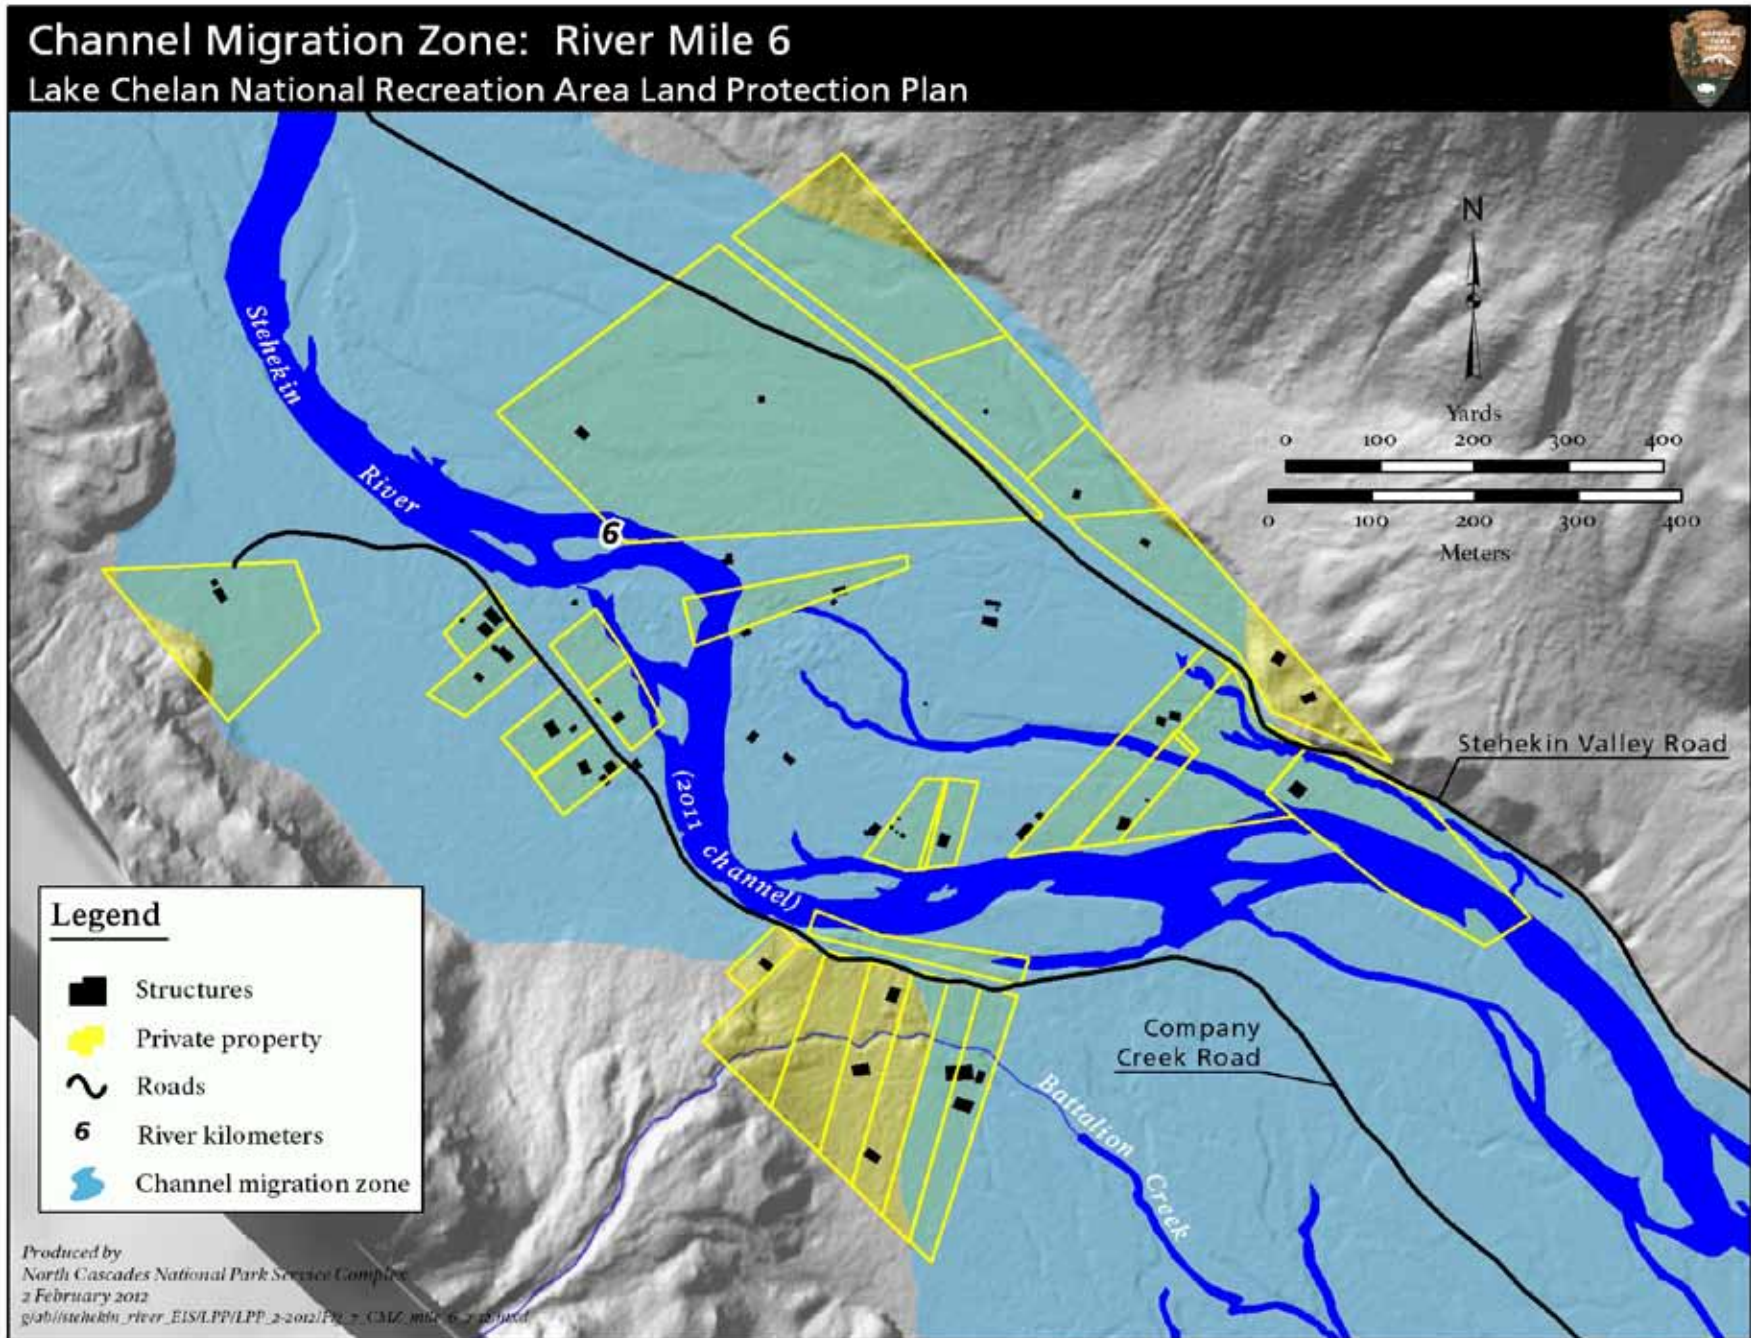 Channel Migration Zone: River Mile 6
Lake Chelan National Recreation Area Land Protection Plan
N
Yards
0 100 200 300 400
0 100 200 300 400
Meters
Stehekin
River
6
(2011 channel)
Stehekin Valley Road
Company
Creek Road
Battalion
Creek
Legend
Structures
Private property
Roads
6 River kilometers
Channel migration zone
Produced by
North Cascades National Park Service Complex
2 February 2012